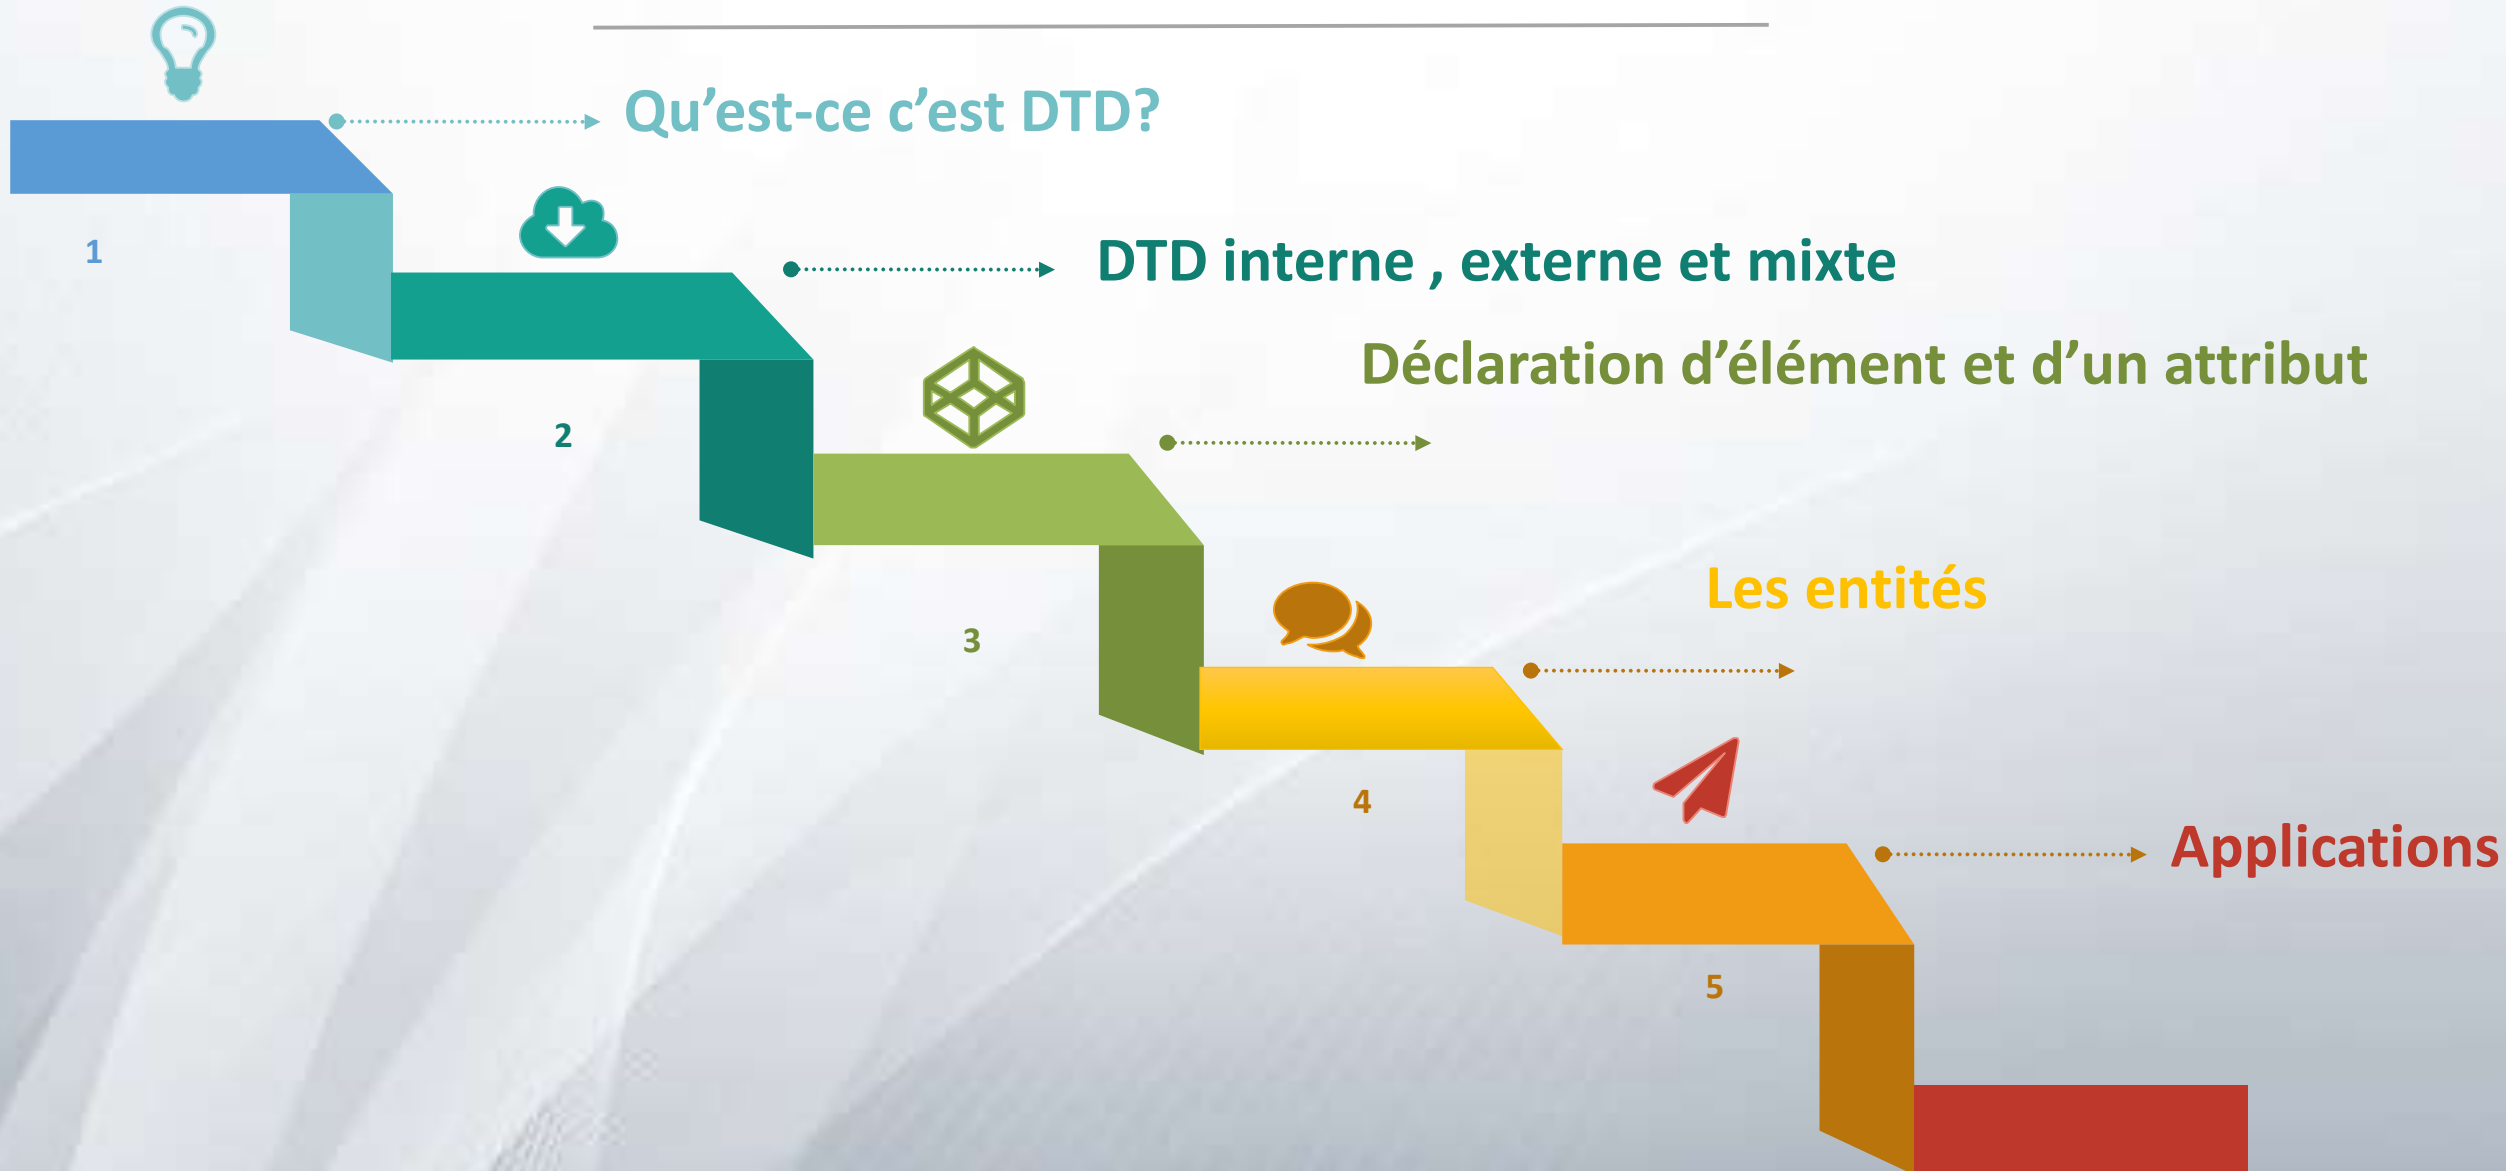 Qu’est-ce c’est DTD?
1
DTD interne , externe et mixte
2
Déclaration d’élément et d’un attribut
3
Les entités
4
Applications
5